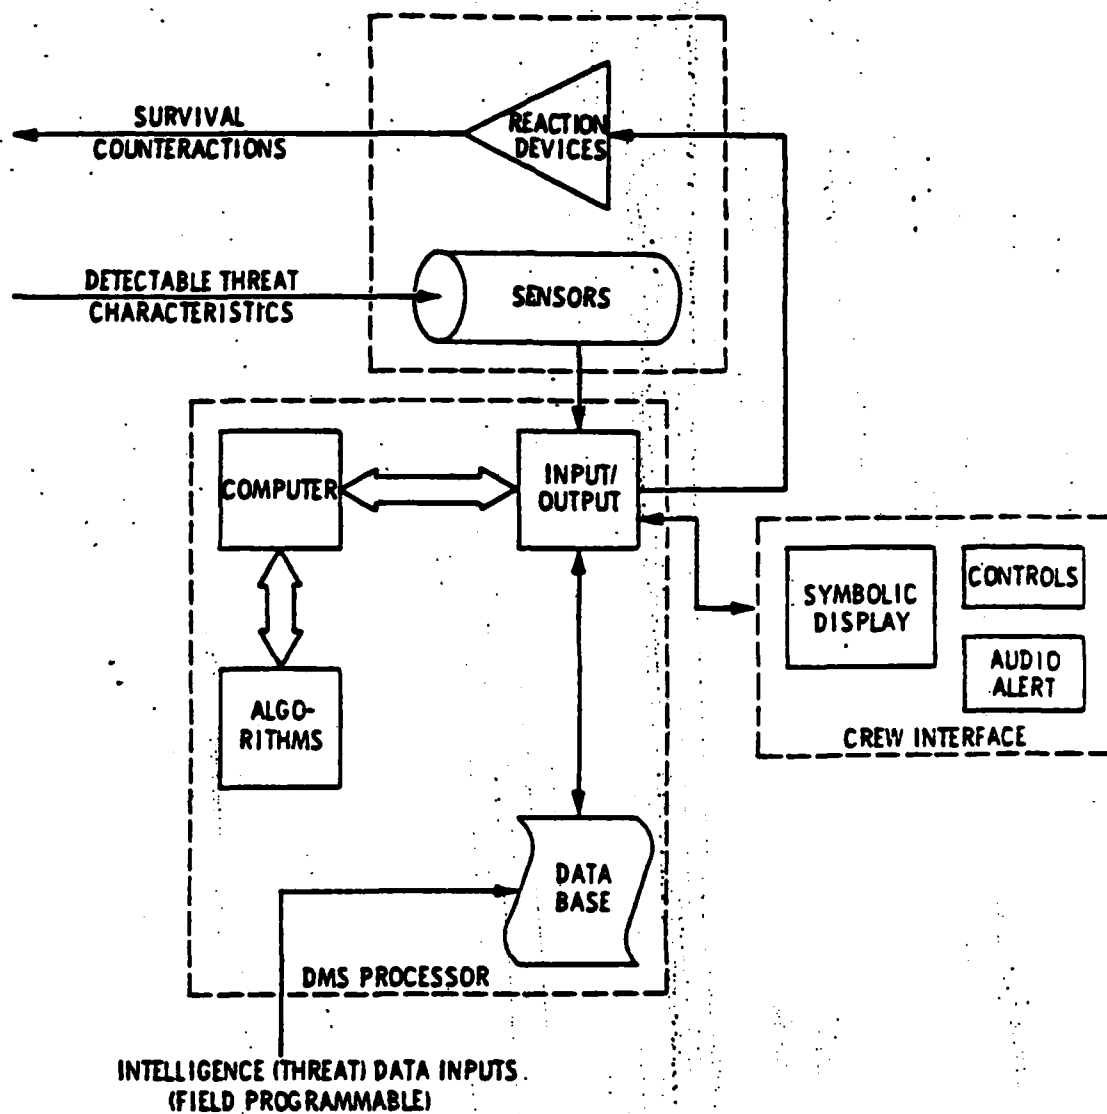 SURVIVAL
COUNTERACTIONS
REACTION
DEVICES
DETECTABLE THREAT
CHARACTERISTICS
SENSORS
COMPUTER
INPUT/
OUTPUT
ALGO-
RITHMS
SYMBOLIC
DISPLAY
CONTROLS
AUDIO
ALERT
CREW INTERFACE
DATA
BASE
DMS PROCESSOR
INTELLIGENCE (THREAT) DATA INPUTS
(FIELD PROGRAMMABLE)